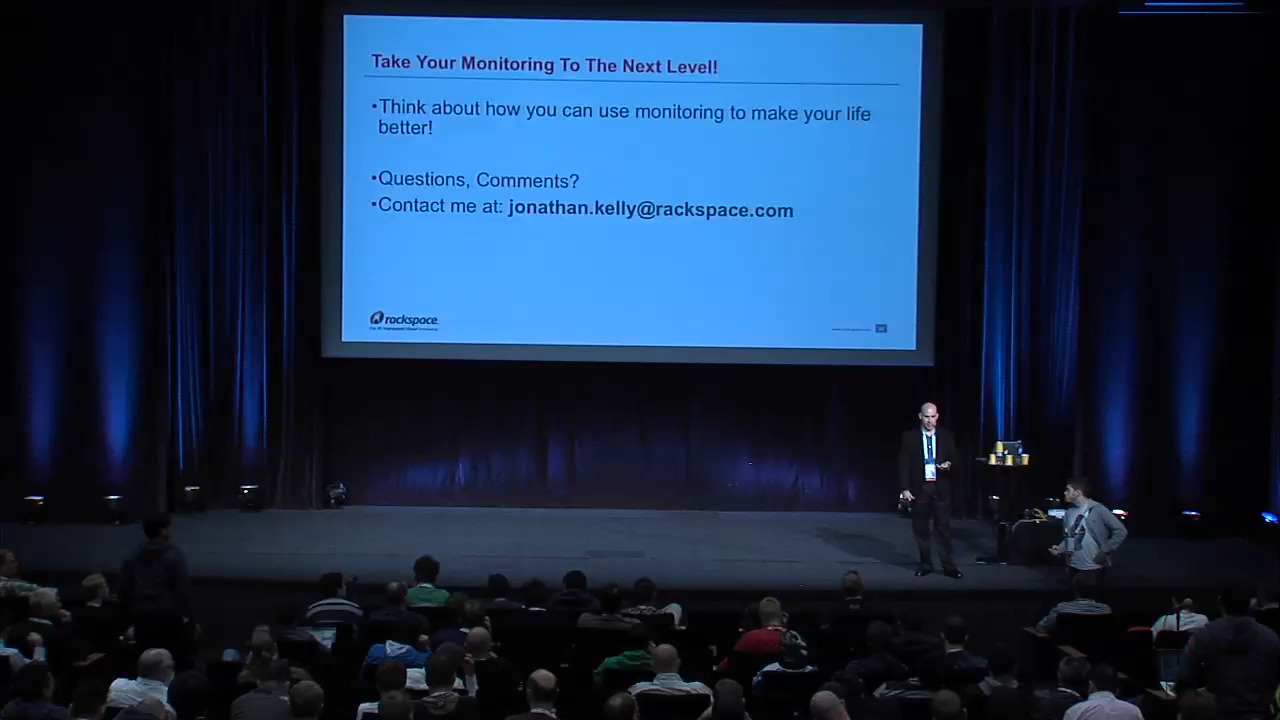 Take Your Monitoring To The Next Level!
•Think about how you can use monitoring to make your life
better!
•Questions, Comments?
•Contact me at: jonathan.kelly@rackspace.com
rackspace